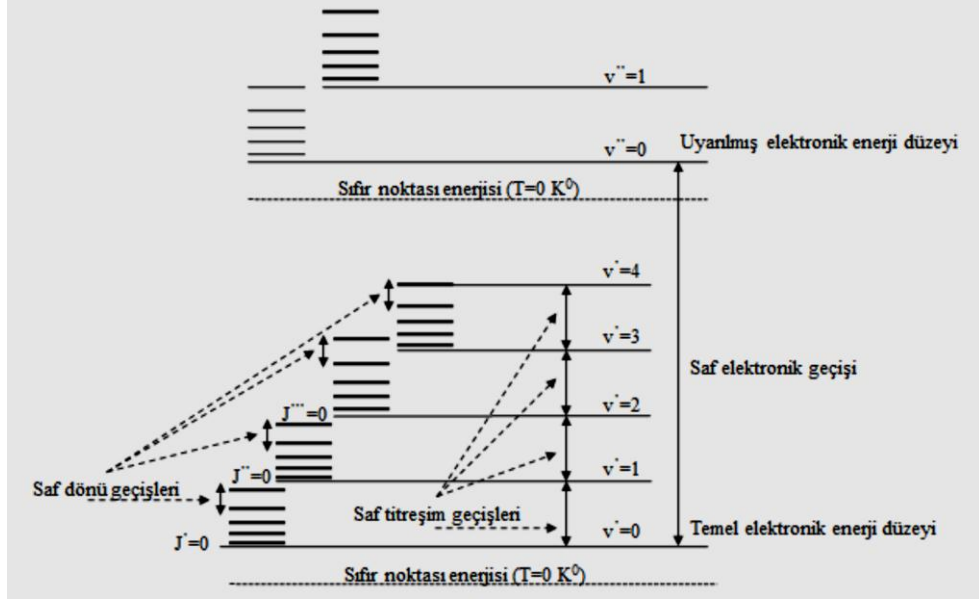 v``=1
v``=0
Uyarılmış elektronik enerji düzeyi
Sıfır noktası enerjisi (T=0 K⁰)
v`=4
v`=3
Saf elektronik geçişi
J```=0
v`=2
J``=0
v`=1
Saf dönü geçişleri
Saf titreşim geçişleri
v`=0
Temel elektronik enerji düzeyi
J`=0
Sıfır noktası enerjisi (T=0 K⁰)